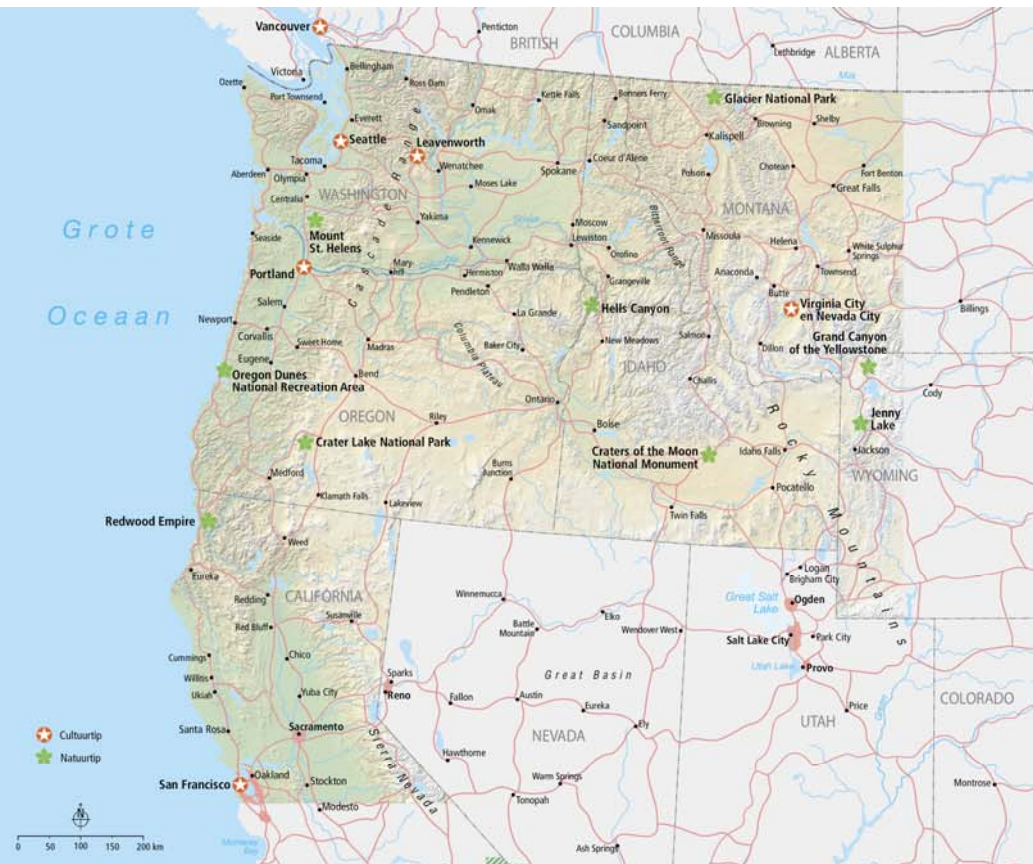 Vancouver
Penticton
BRITISH
COLUMBIA
Lethbridge
ALBERTA
Milk
Victoria
Bellingham
Ross Dam
Ozette
Port Townsend
Omak
Kettle Falls
Bonners Ferry
Glacier National Park
Everett
Sandpoint
Browning
Shelby
Kalispell
Seattle
Leavenworth
Tacoma
Wenatchee
Spokane
Coeur d'Alene
Polson
Chotean
Fort Benton
Aberdeen
Olympia
Moses Lake
Great Falls
WASHINGTON
Centralia
Cascade Range
MONTANA
Yakima
Snake
Moscow
Bitterroot Range
Mount
St. Helens
Grote
Oceaan
Seaside
Kennewick
Lewiston
Orofino
Missoula
Helena
White Sulphur
Springs
Portland
Mary
hill
Hermiston
Walla Walla
Grangeville
Anaconda
Townsend
Pendleton
Butte
Salem
La Grande
Hells Canyon
Virginia City
en Nevada City
Billings
Newport
Corvallis
Sweet Home
Madras
Columbia Plateau
Baker City
New Meadows
Salmon
Dillon
Grand Canyon
of the Yellowstone
Eugene
Oregon Dunes
National Recreation Area
Bend
IDAHO
Challis
Cody
Ontario
OREGON
Riley
Boise
Rocky Mountains
Jenny
Lake
Crater Lake National Park
Craters of the Moon
National Monument
Idaho Falls
Jackson
WYOMING
Medford
Burns
Junction
Pocatello
Klamath Falls
Lakeview
Twin Falls
Redwood Empire
Weed
Eureka
Logan
Brigham City
Redding
CALIFORNIA
Winnemucca
Great Salt
Lake
Ogden
Red Bluff
Susanville
Battle
Mountain
Elko
Wendover West
Salt Lake City
Park City
Cummings
Chico
Willits
Ukiah
Yuba City
Sparks
Reno
Great Basin
Utah Lake
Provo
Fallon
Austin
Eureka
Price
Green
COLORADO
Santa Rosa
Sacramento
Sierra Nevada
Ely
UTAH
NEVADA
Cultuurtip
Natuurtip
Hawthorne
San Francisco
Oakland
Stockton
Warm Springs
Montrose
Modesto
Tonopah
N
0 50 100 150 200 km
Monterey
Bay
Ash Springs